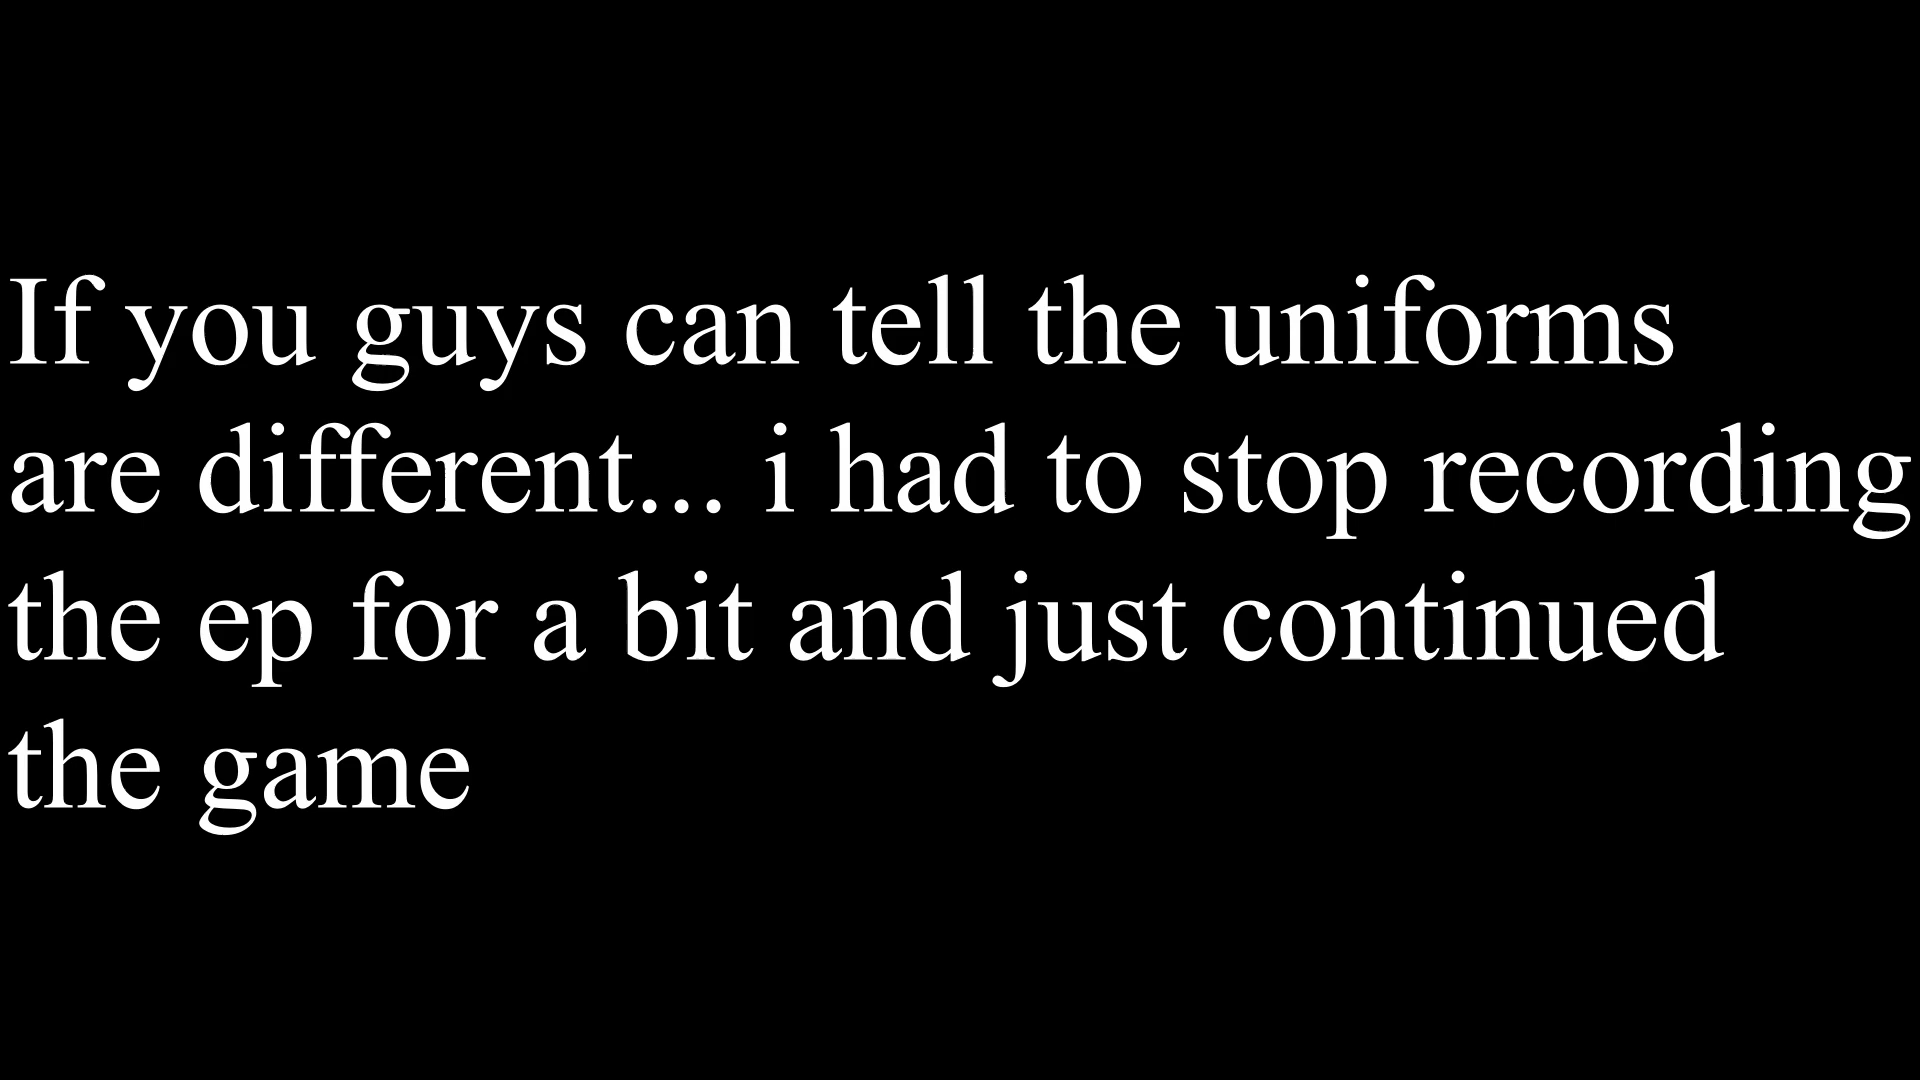 If you guys can tell the uniforms
are different... i had to stop recording
the ep for a bit and just continued
the game